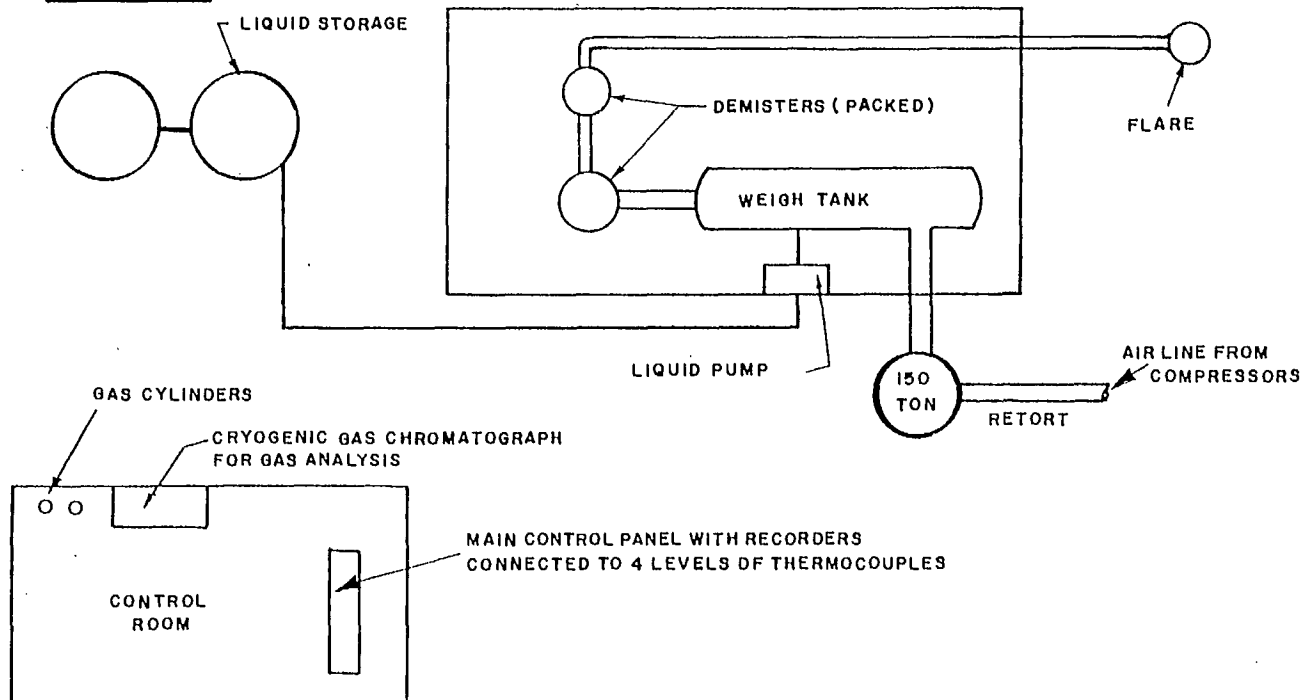 LIQUID STORAGE
DEMISTERS (PACKED)
FLARE
WEIGH TANK
LIQUID PUMP
150
TON
RETORT
AIR LINE FROM
COMPRESSORS
GAS CYLINDERS
CRYOGENIC GAS CHROMATOGRAPH
FOR GAS ANALYSIS
MAIN CONTROL PANEL WITH RECORDERS
CONNECTED TO 4 LEVELS OF THERMOCOUPLES
CONTROL
ROOM